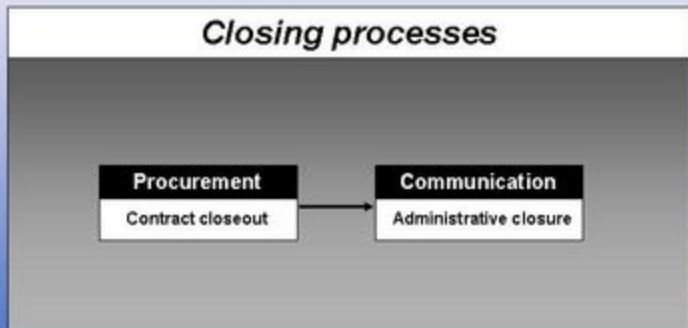 Closing processes
Procurement
Contract closeout
Communication
Administrative closure